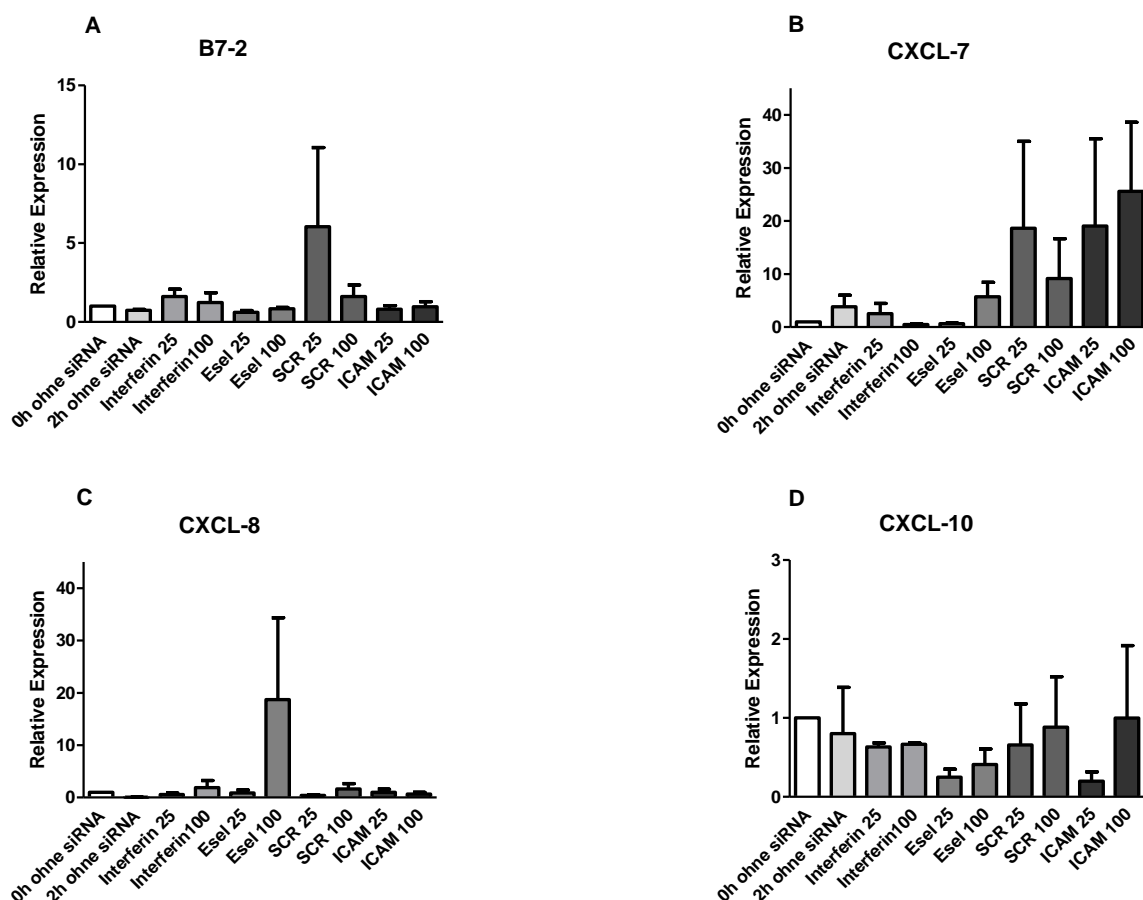 A
B7-2
Relative Expression
15
10
5
0
0h ohne siRNA
2h ohne siRNA
Interferin 25
Interferin100
Esel 25
Esel 100
SCR 25
SCR 100
ICAM 25
ICAM 100
B
CXCL-7
Relative Expression
40
30
20
10
0
0h ohne siRNA
2h ohne siRNA
Interferin 25
Interferin100
Esel 25
Esel 100
SCR 25
SCR 100
ICAM 25
ICAM 100
C
CXCL-8
Relative Expression
40
30
20
10
0
0h ohne siRNA
2h ohne siRNA
Interferin 25
Interferin100
Esel 25
Esel 100
SCR 25
SCR 100
ICAM 25
ICAM 100
D
CXCL-10
Relative Expression
3
2
1
0
0h ohne siRNA
2h ohne siRNA
Interferin 25
Interferin100
Esel 25
Esel 100
SCR 25
SCR 100
ICAM 25
ICAM 100